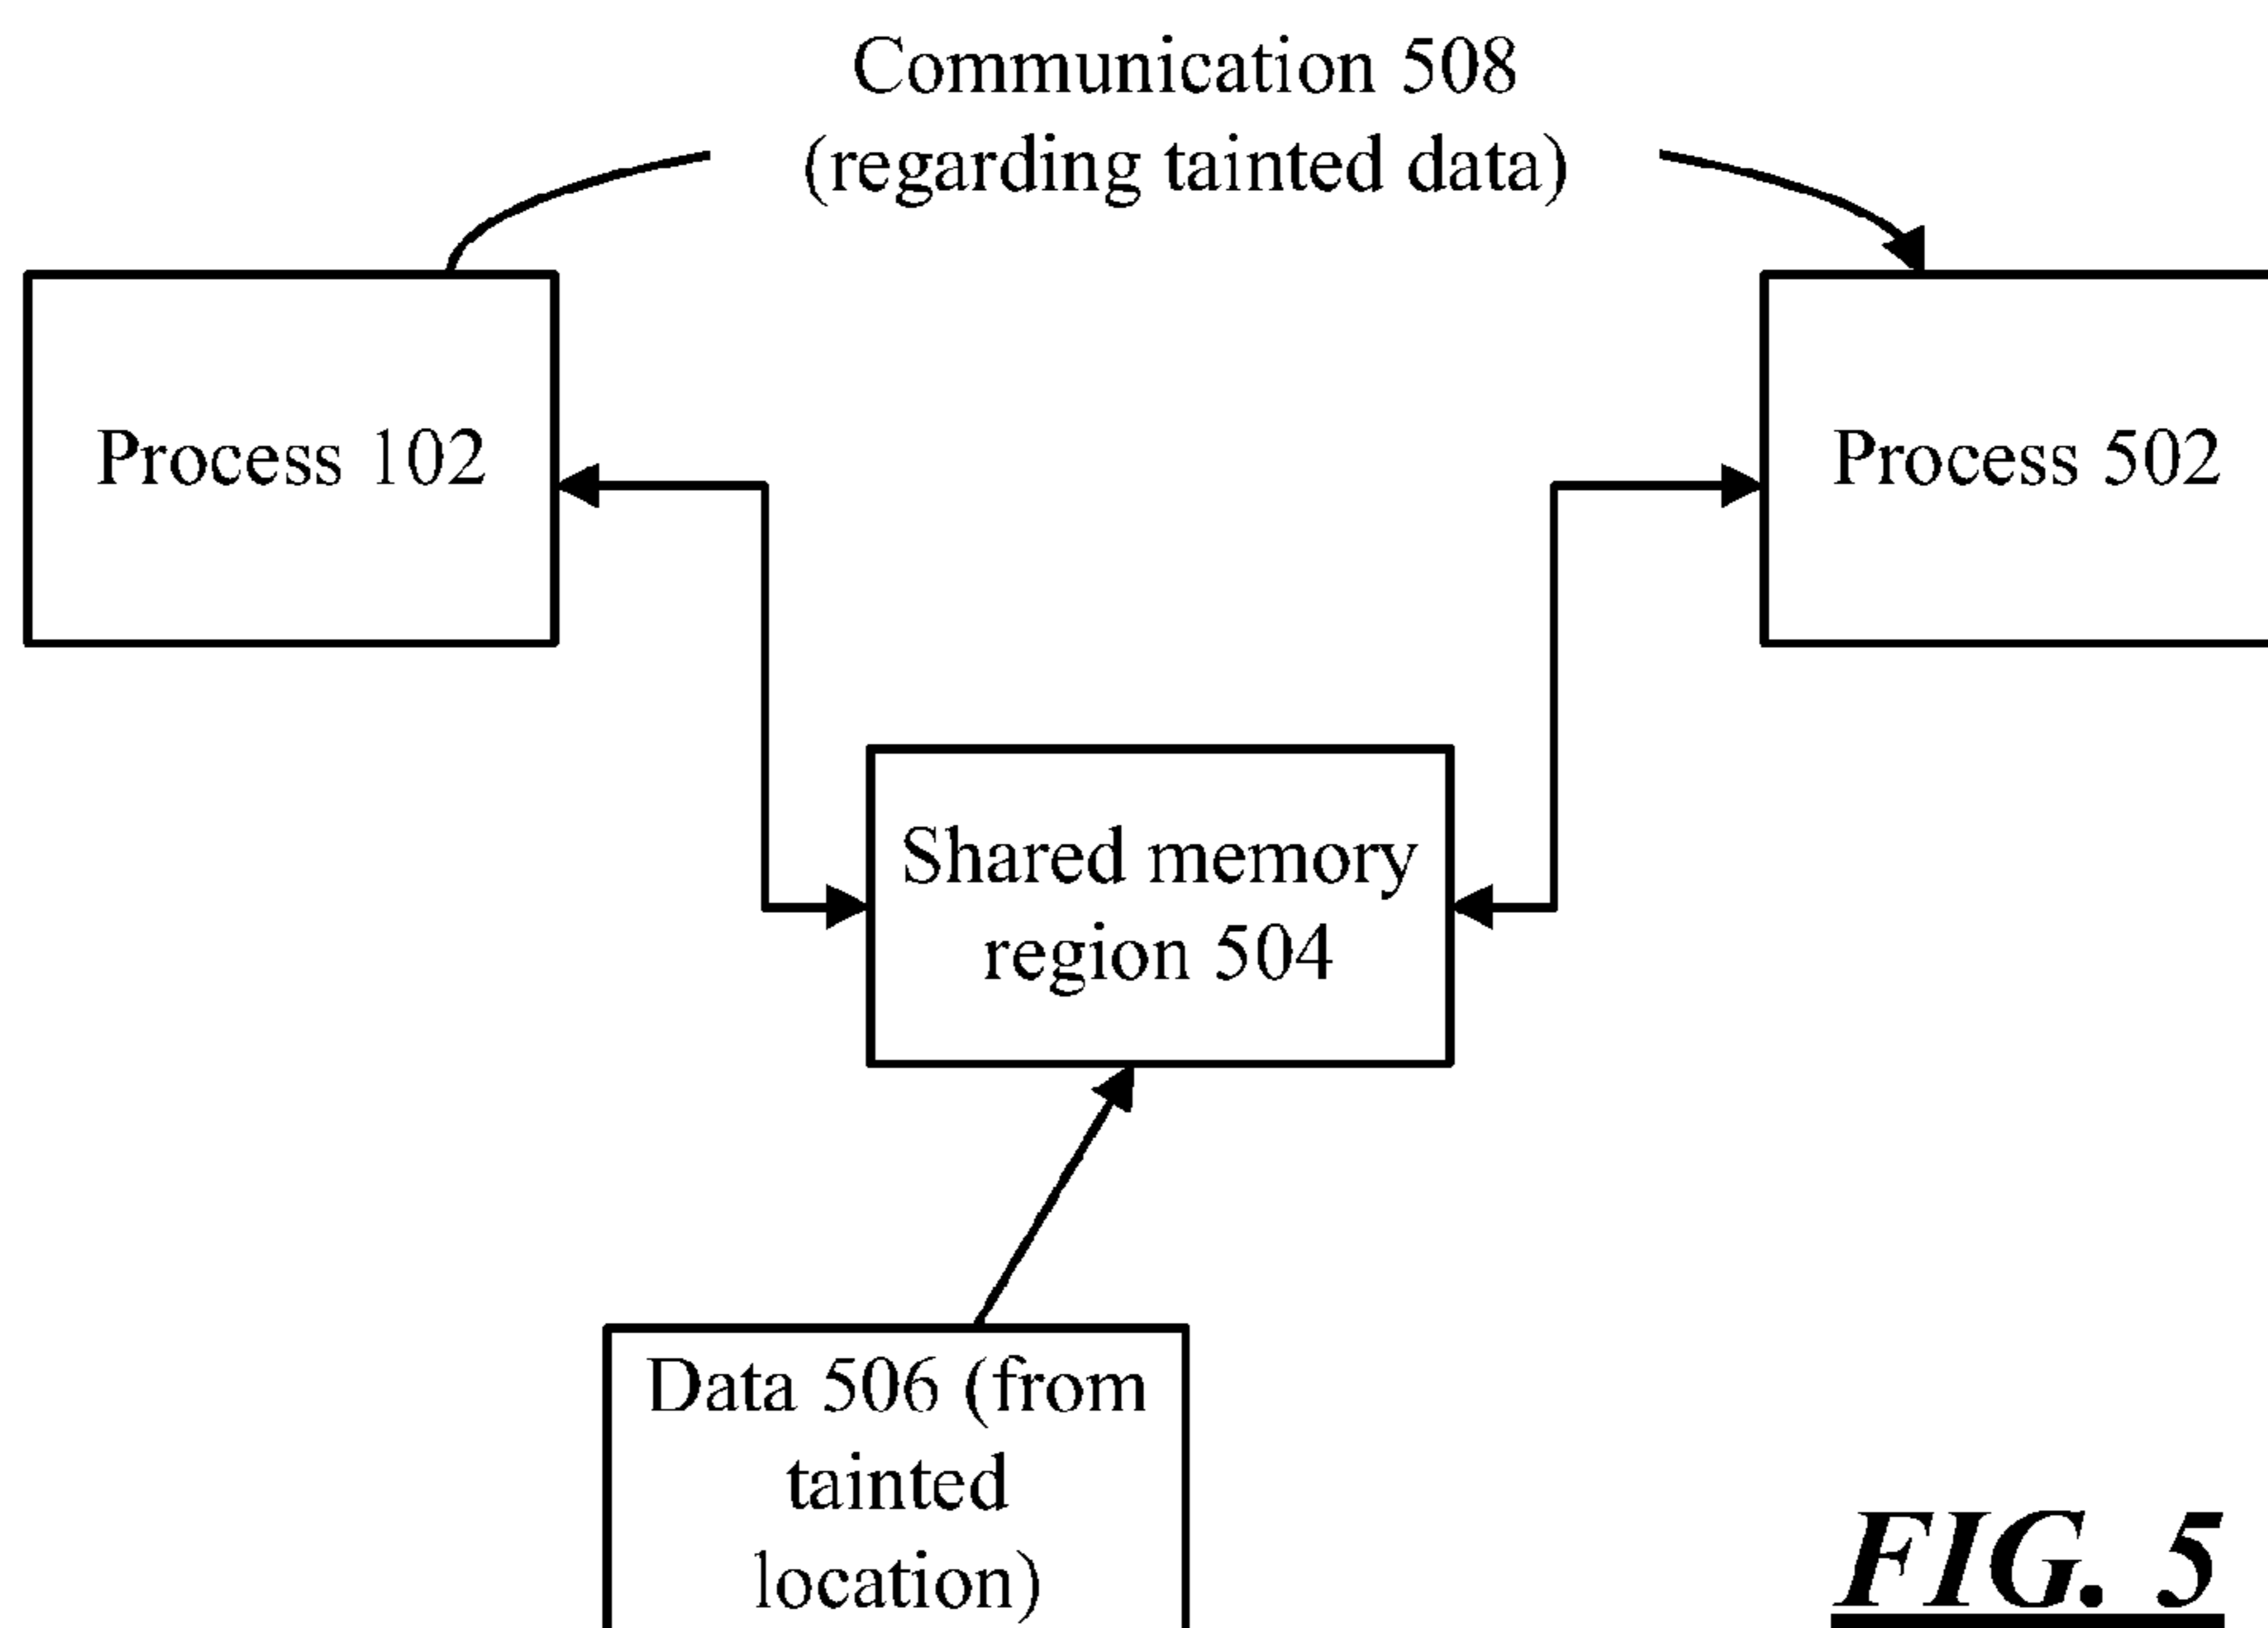 Communication 508
(regarding tainted data)
Process 102
Process 502
Shared memory
region 504
Data 506 (from
tainted
location)
FIG. 5